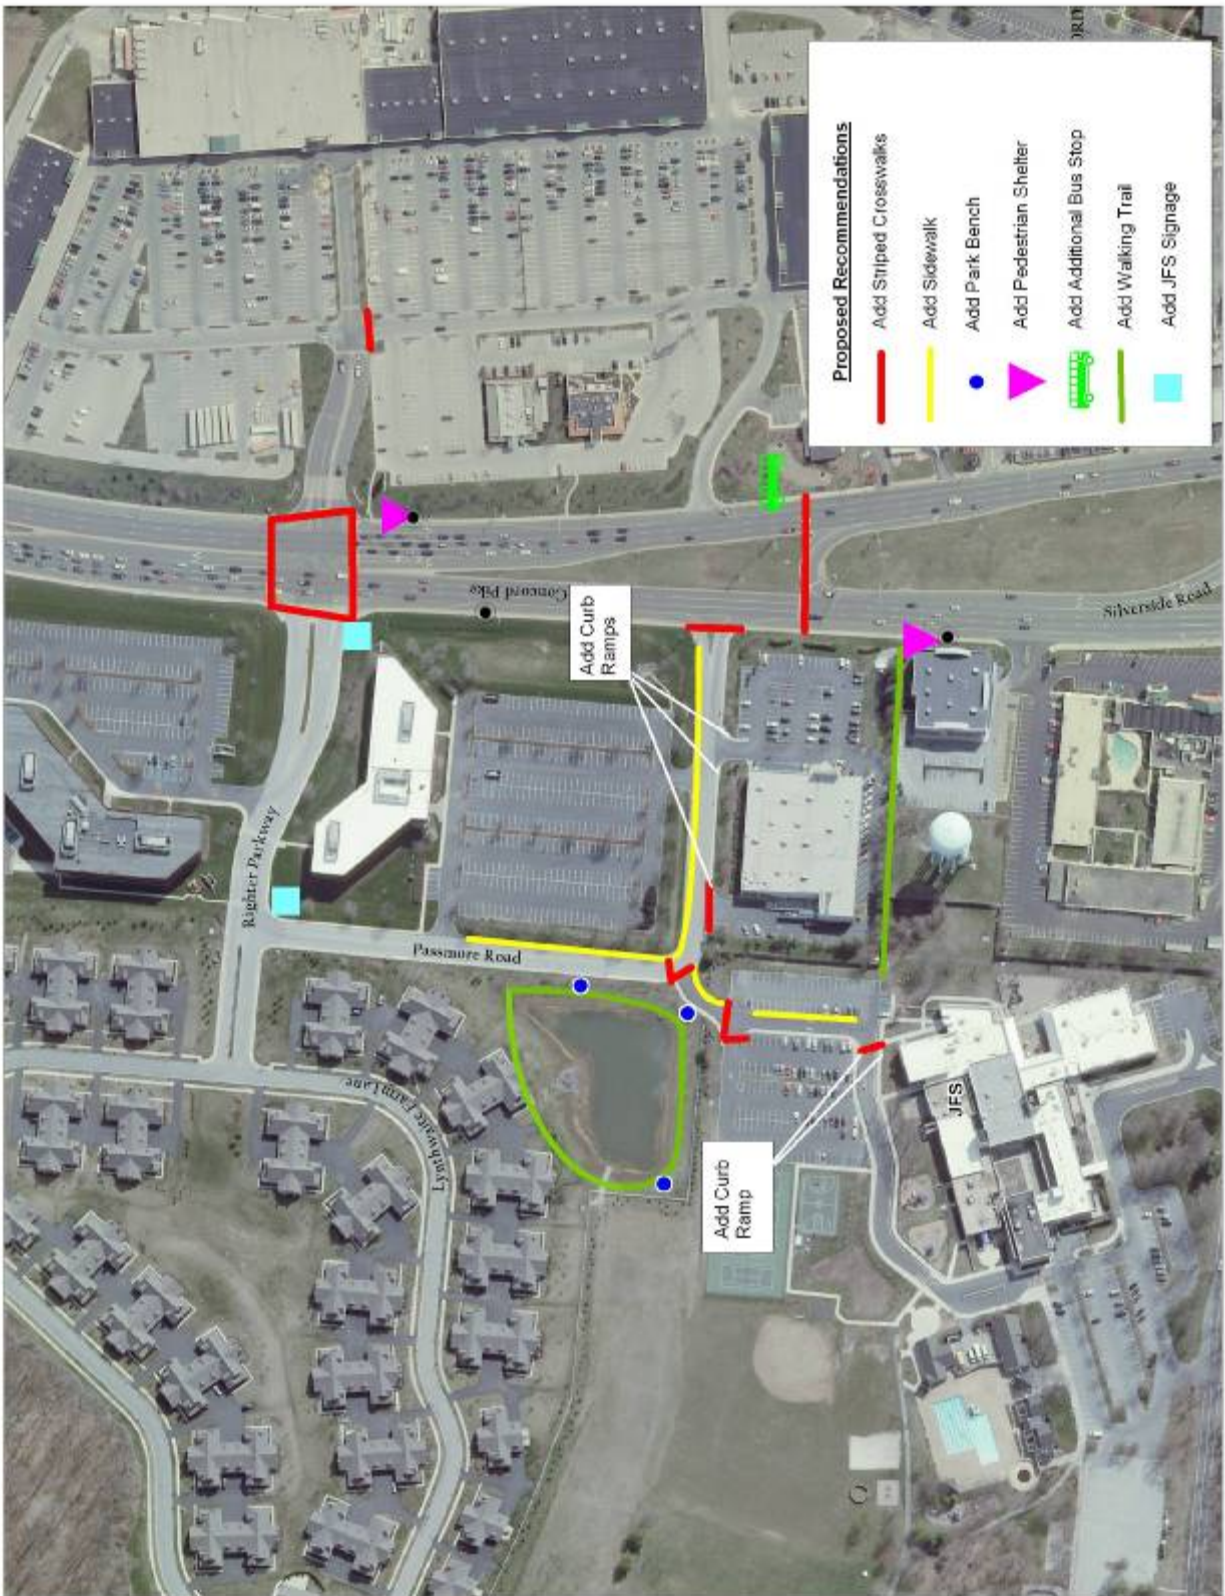 ORD
Proposed Recommendations
Add Striped Crosswalks
Add Sidewalk
Add Park Bench
Add Pedestrian Shelter
Add Additional Bus Stop
Add Walking Trail
Add JFS Signage
Concord Pike
Silverside Road
Add Curb
Ramps
Righter Parkway
Passmore Road
Lynthwaite Farm Lane
JFS
Add Curb
Ramp